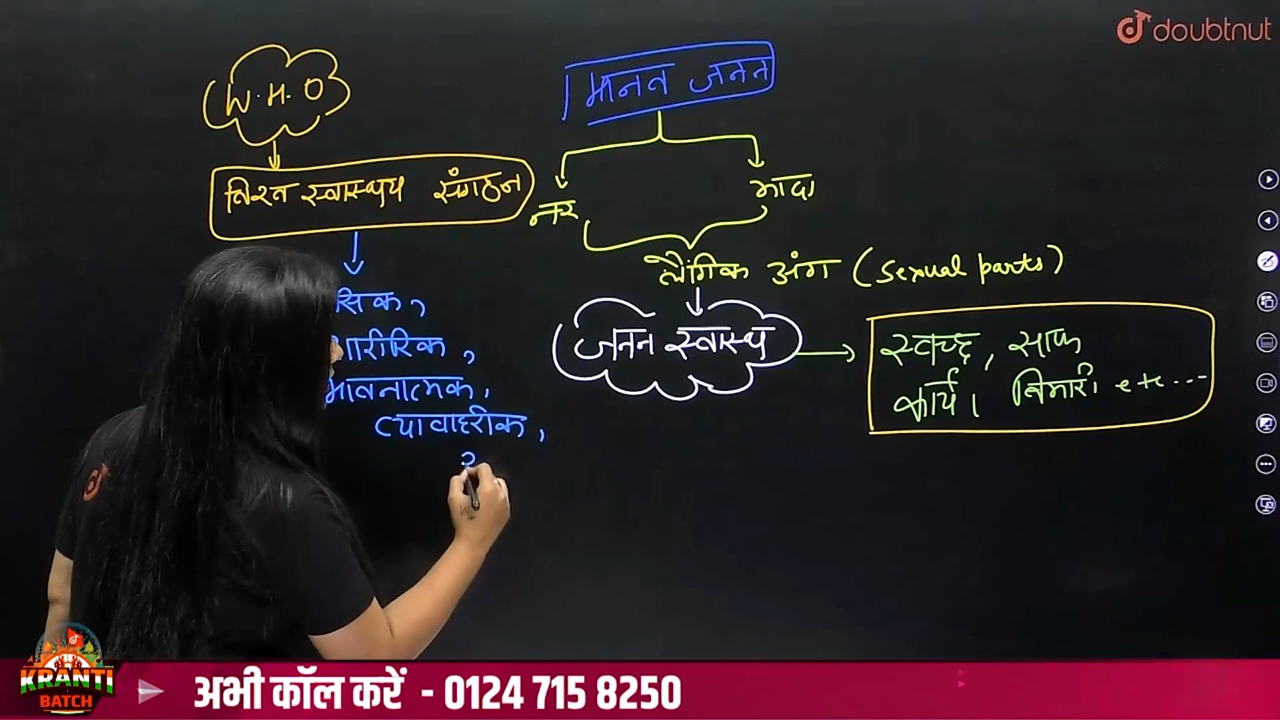 doubtnut
W.H.O
मानव जनन
विश्व स्वास्थ्य संगठन
नर
मादा
लैंगिक अंग (Sexual parts)
सिक,
जनन स्वास्थ
स्वच्छ, साफ
शारीरिक,
कार्य। बिमारी etc...
भावनात्मक,
व्यावाहरीक,
KRANTI
BATCH
अभी कॉल करें - 0124 715 8250